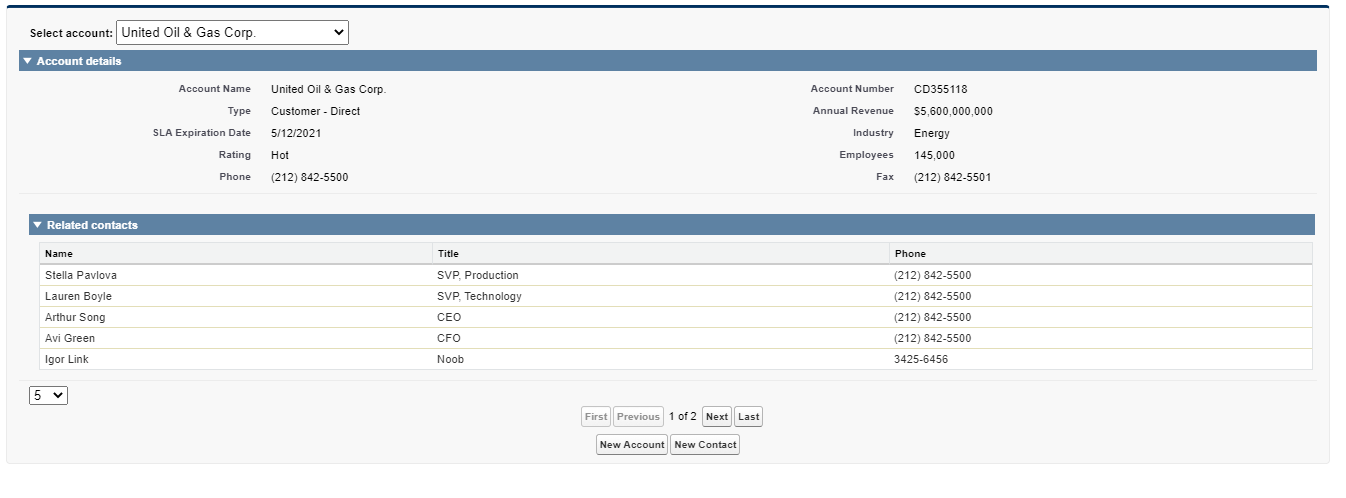 Select account: United Oil & Gas Corp.
Account details
Account Name United Oil & Gas Corp. Account Number CD355118
Type Customer - Direct Annual Revenue $5,600,000,000
SLA Expiration Date 5/12/2021 Industry Energy
Rating Hot Employees 145,000
Phone (212) 842-5500 Fax (212) 842-5501
Related contacts
Name Title Phone
Stella Pavlova SVP, Production (212) 842-5500
Lauren Boyle SVP, Technology (212) 842-5500
Arthur Song CEO (212) 842-5500
Avi Green CFO (212) 842-5500
Igor Link Noob 3425-6456
5
First Previous 1 of 2 Next Last
New Account New Contact